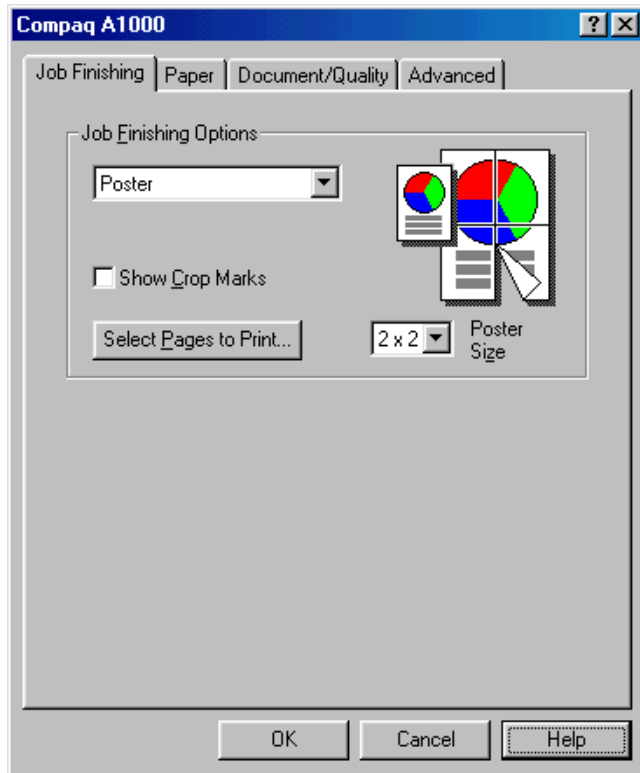 Compaq A1000
Job Finishing Paper Document/Quality Advanced
Job Finishing Options
Poster
Show Crop Marks
Select Pages to Print... 2 x 2 Poster
Size
OK Cancel Help